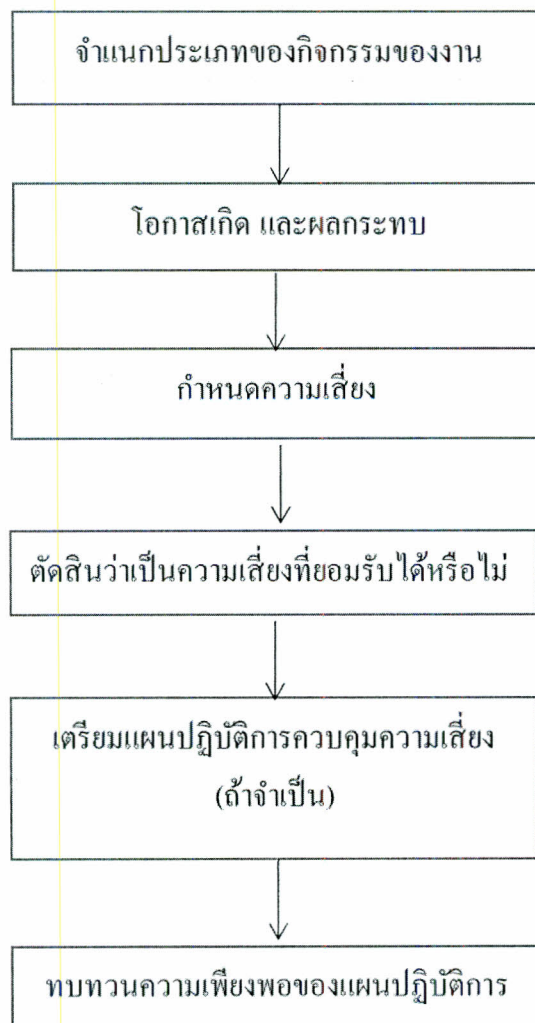 จำแนกประเภทของกิจกรรมของงาน
โอกาสเกิด และผลกระทบ
กำหนดความเสี่ยง
ตัดสินว่าเป็นความเสี่ยงที่ยอมรับได้หรือไม่
เตรียมแผนปฏิบัติการควบคุมความเสี่ยง
(ถ้าจำเป็น)
ทบทวนความเพียงพอของแผนปฏิบัติการ